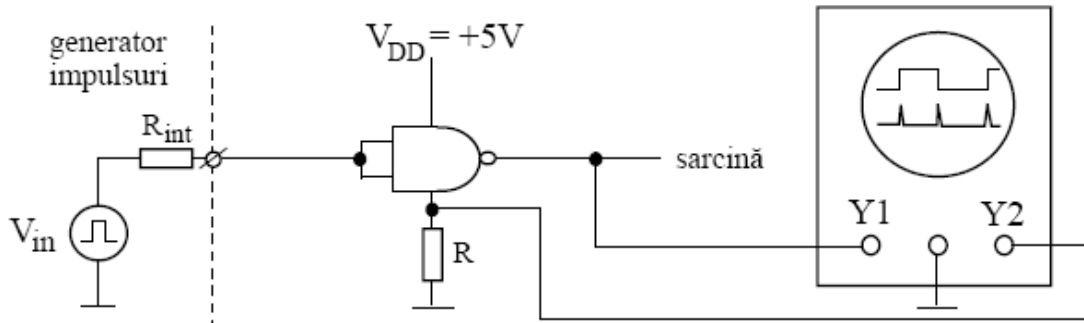 generator
impulsuri
V_DD = +5V
R_int
sarcină
V_in
R
Y1
Y2